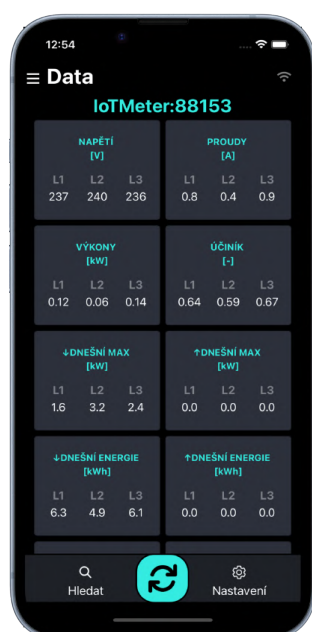 12:54
Data
IoTMeter:88153
NAPĚTÍ PROUDY
[V] [A]
L1 L2 L3 L1 L2 L3
237 240 236 0.8 0.4 0.9
VÝKONY ÚČINÍK
[kW] [-]
L1 L2 L3 L1 L2 L3
0.12 0.06 0.14 0.64 0.59 0.67
↓DNEŠNÍ MAX ↑DNEŠNÍ MAX
[kW] [kW]
L1 L2 L3 L1 L2 L3
1.6 3.2 2.4 0.0 0.0 0.0
↓DNEŠNÍ ENERGIE ↑DNEŠNÍ ENERGIE
[kWh] [kWh]
L1 L2 L3 L1 L2 L3
6.3 4.9 6.1 0.0 0.0 0.0
Hledat Nastavení